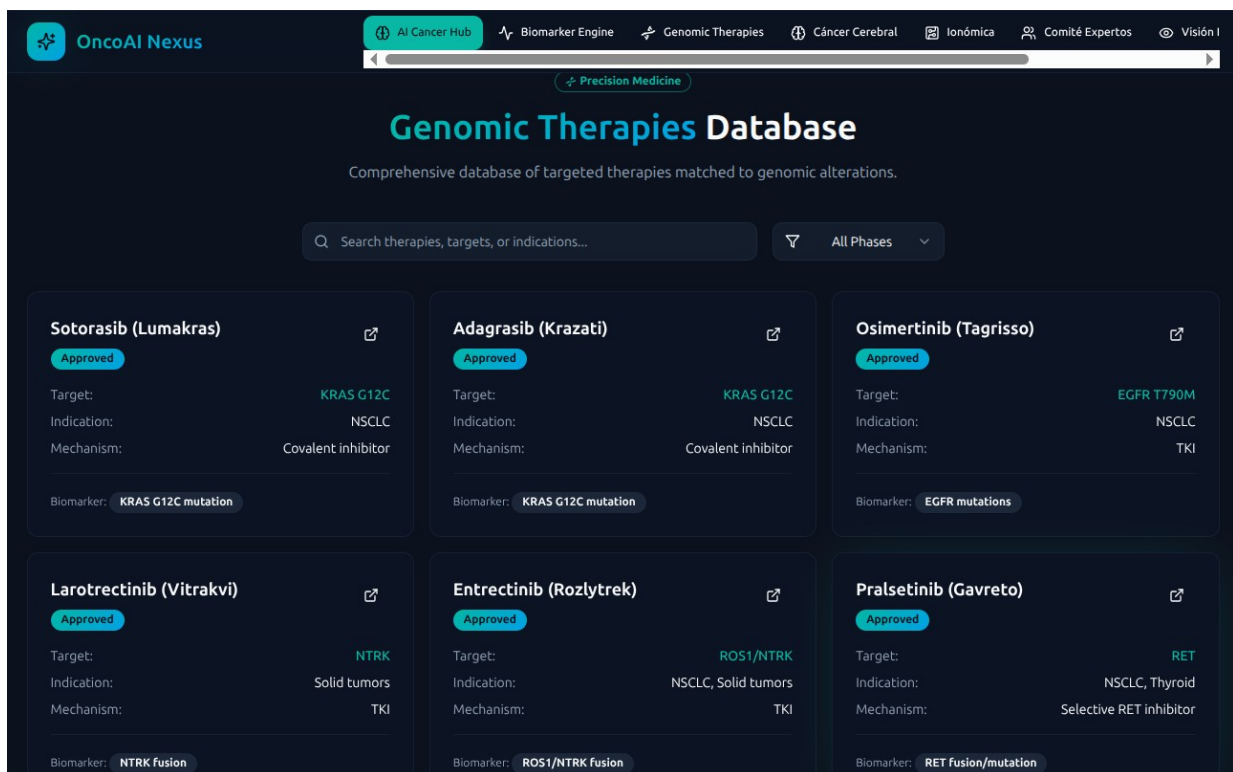 OncoAI Nexus
AI Cancer Hub
Biomarker Engine
Genomic Therapies
Cáncer Cerebral
Ionómica
Comité Expertos
Visión I
Precision Medicine
Genomic Therapies Database
Comprehensive database of targeted therapies matched to genomic alterations.
Search therapies, targets, or indications...
All Phases
Sotorasib (Lumakras)
Approved
Target: KRAS G12C
Indication: NSCLC
Mechanism: Covalent inhibitor
Biomarker: KRAS G12C mutation
Adagrasib (Krazati)
Approved
Target: KRAS G12C
Indication: NSCLC
Mechanism: Covalent inhibitor
Biomarker: KRAS G12C mutation
Osimertinib (Tagrisso)
Approved
Target: EGFR T790M
Indication: NSCLC
Mechanism: TKI
Biomarker: EGFR mutations
Larotrectinib (Vitrakvi)
Approved
Target: NTRK
Indication: Solid tumors
Mechanism: TKI
Biomarker: NTRK fusion
Entrectinib (Rozlytrek)
Approved
Target: ROS1/NTRK
Indication: NSCLC, Solid tumors
Mechanism: TKI
Biomarker: ROS1/NTRK fusion
Pralsetinib (Gavreto)
Approved
Target: RET
Indication: NSCLC, Thyroid
Mechanism: Selective RET inhibitor
Biomarker: RET fusion/mutation